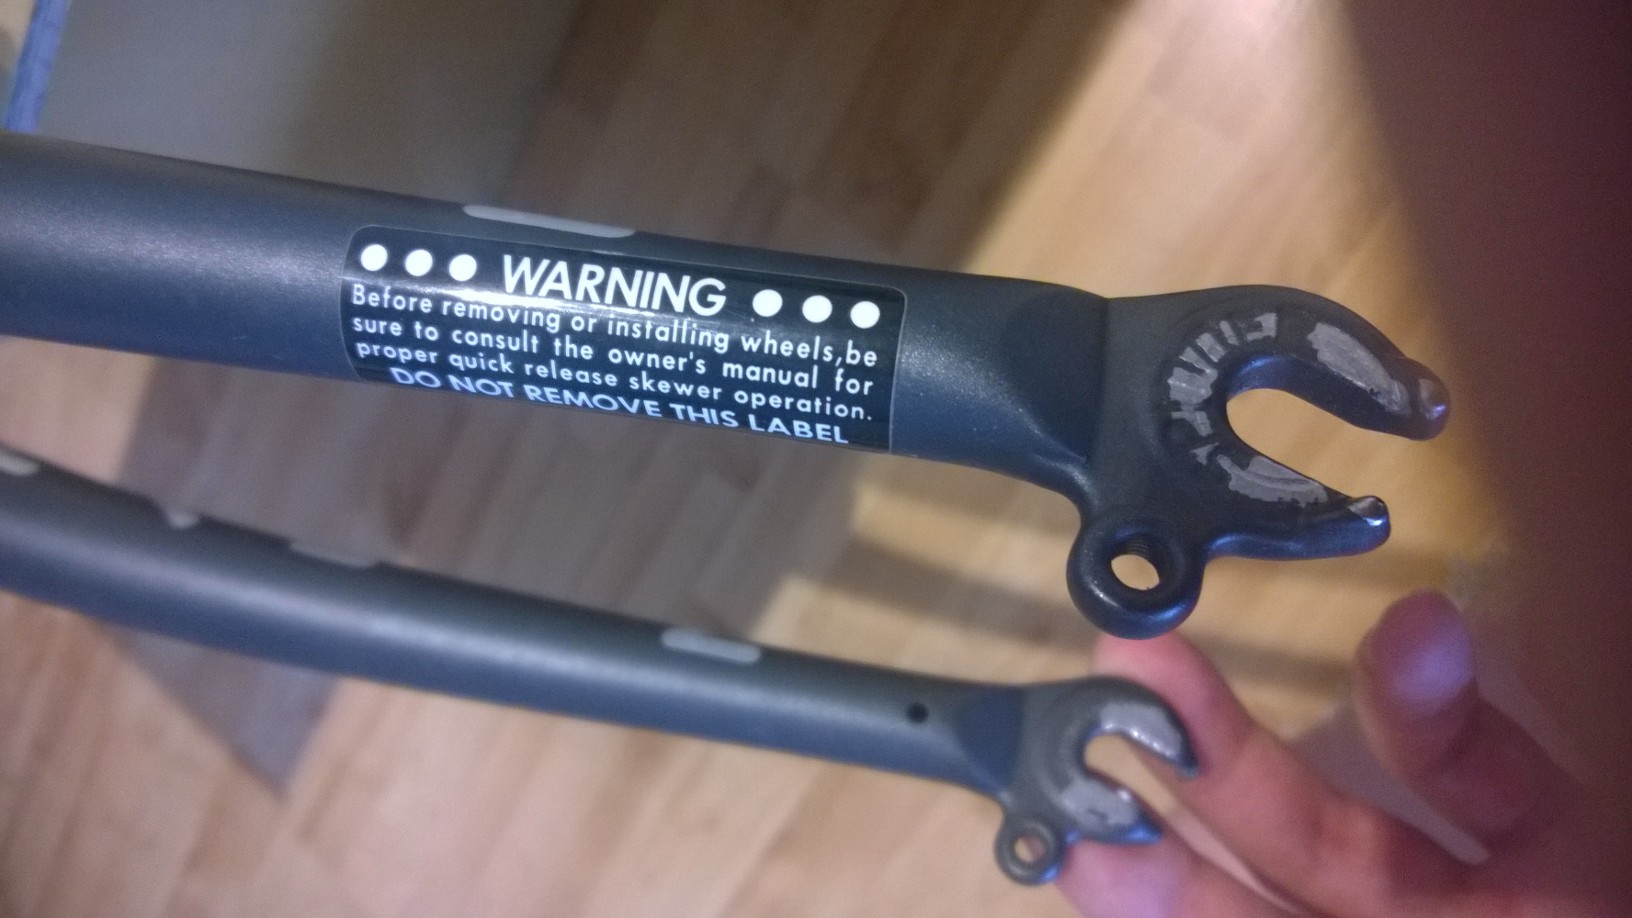 WARNING
Before removing or installing wheels,be
sure to consult the owner's manual for
proper quick release skewer operation.
DO NOT REMOVE THIS LABEL